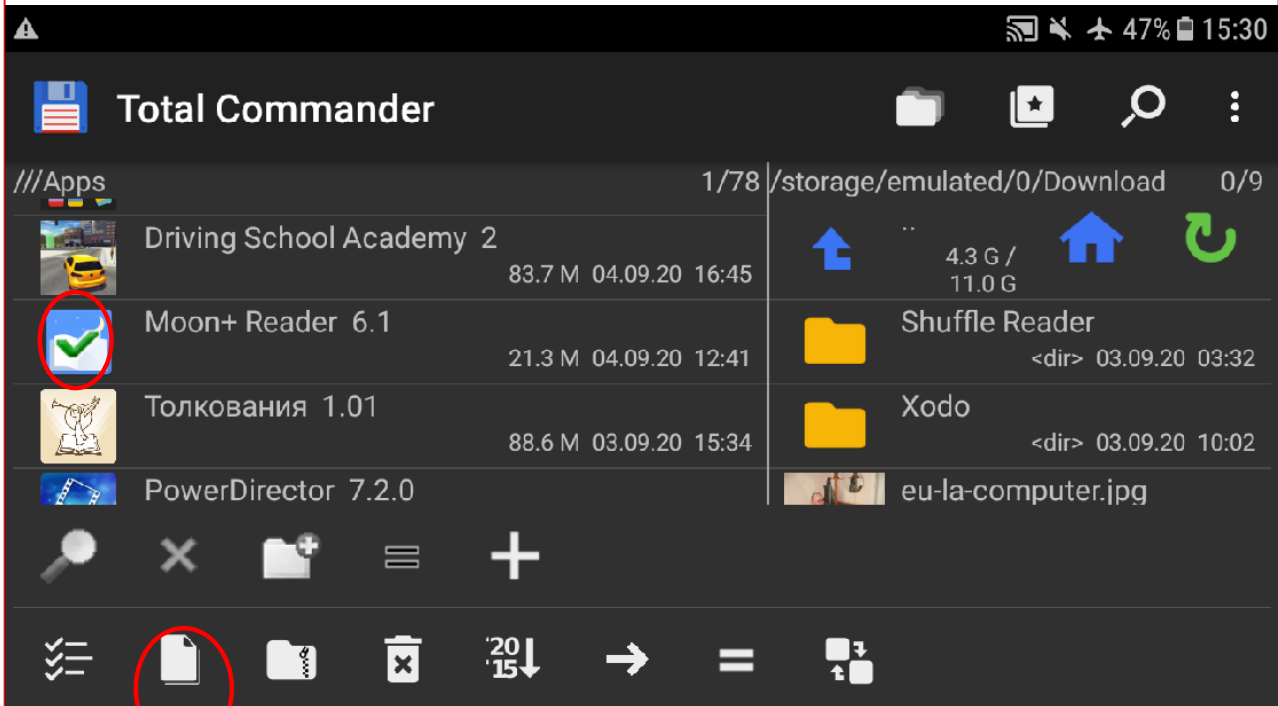 47% 15:30
Total Commander
///Apps 1/78
/storage/emulated/0/Download 0/9
Driving School Academy 2
83.7 M 04.09.20 16:45
Moon+ Reader 6.1
21.3 M 04.09.20 12:41
Толкования 1.01
88.6 M 03.09.20 15:34
PowerDirector 7.2.0
..
4.3 G /
11.0 G
Shuffle Reader
<dir> 03.09.20 03:32
Xodo
<dir> 03.09.20 10:02
eu-la-computer.jpg
'20
'15